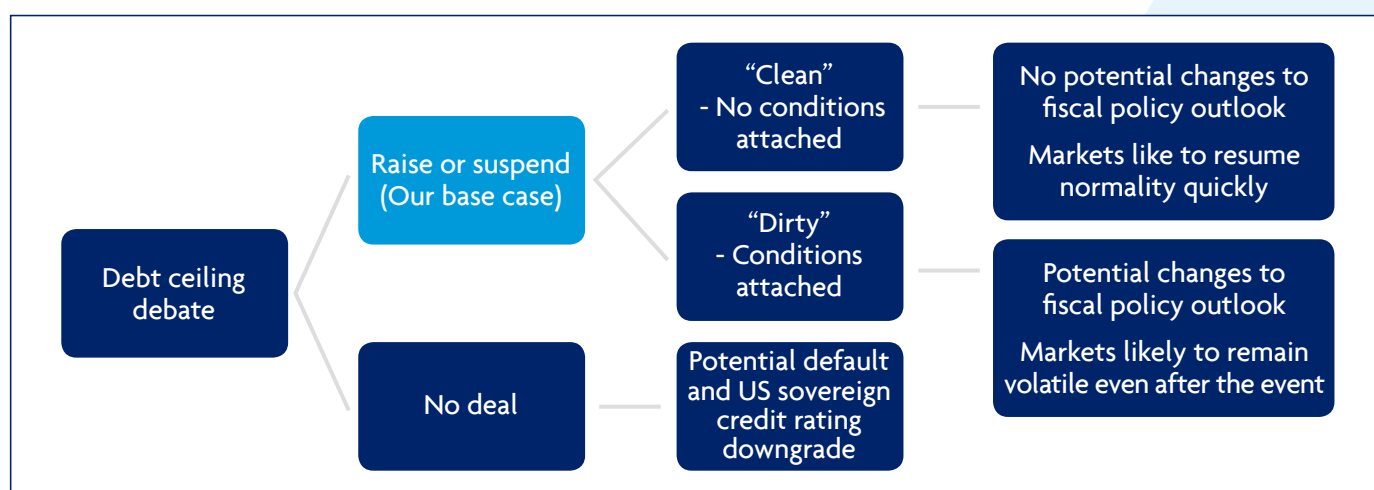 Debt ceiling
debate
Raise or suspend
(Our base case)
“Clean”
- No conditions
attached
No potential changes to
fiscal policy outlook
Markets like to resume
normality quickly
“Dirty”
- Conditions
attached
Potential changes to
fiscal policy outlook
Markets likely to remain
volatile even after the event
No deal
Potential default
and US sovereign
credit rating
downgrade